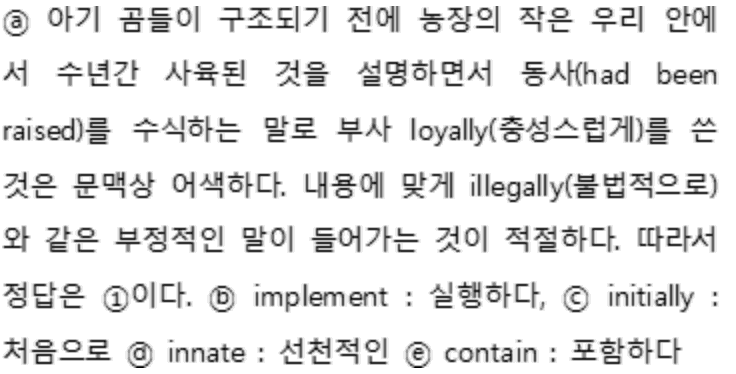 ⓐ 아기 곰들이 구조되기 전에 농장의 작은 우리 안에
서 수년간 사육된 것을 설명하면서 동사(had been
raised)를 수식하는 말로 부사 loyally(충성스럽게)를 쓴
것은 문맥상 어색하다. 내용에 맞게 illegally(불법적으로)
와 같은 부정적인 말이 들어가는 것이 적절하다. 따라서
정답은 ①이다. ⓑ implement : 실행하다, ⓒ initially :
처음으로 ⓓ innate : 선천적인 ⓔ contain : 포함하다